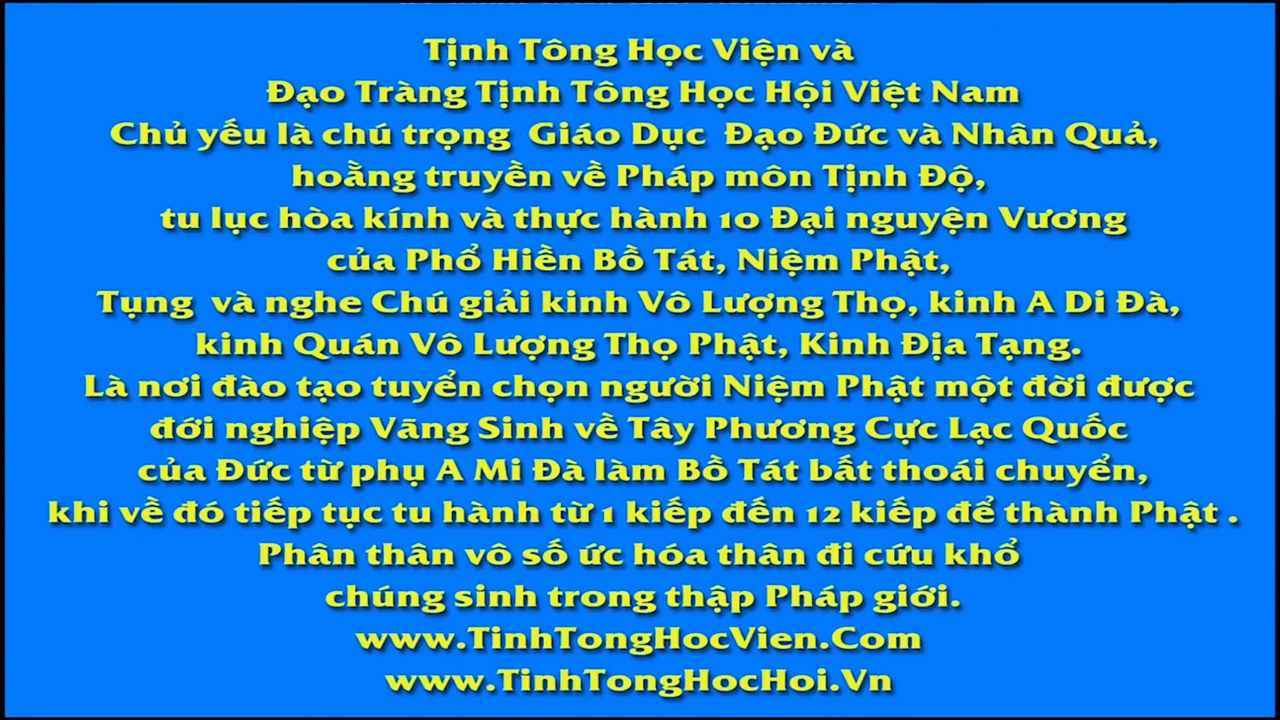 Tịnh Tông Học Viện và
Đạo Tràng Tịnh Tông Học Hội Việt Nam
Chủ yếu là chú trọng Giáo Dục Đạo Đức và Nhân Quả,
hoằng truyền về Pháp môn Tịnh Độ,
tu lục hòa kính và thực hành 10 Đại nguyện Vương
của Phổ Hiền Bồ Tát, Niệm Phật,
Tụng và nghe Chú giải kinh Vô Lượng Thọ, kinh A Di Đà,
kinh Quán Vô Lượng Thọ Phật, Kinh Địa Tạng.
Là nơi đào tạo tuyển chọn người Niệm Phật một đời được
đới nghiệp Vãng Sinh về Tây Phương Cực Lạc Quốc
của Đức từ phụ A Mi Đà làm Bồ Tát bất thoái chuyển,
khi về đó tiếp tục tu hành từ 1 kiếp đến 12 kiếp để thành Phật .
Phân thân vô số ức hóa thân đi cứu khổ
chúng sinh trong thập Pháp giới.
www.TinhTongHocVien.Com
www.TinhTongHocHoi.Vn